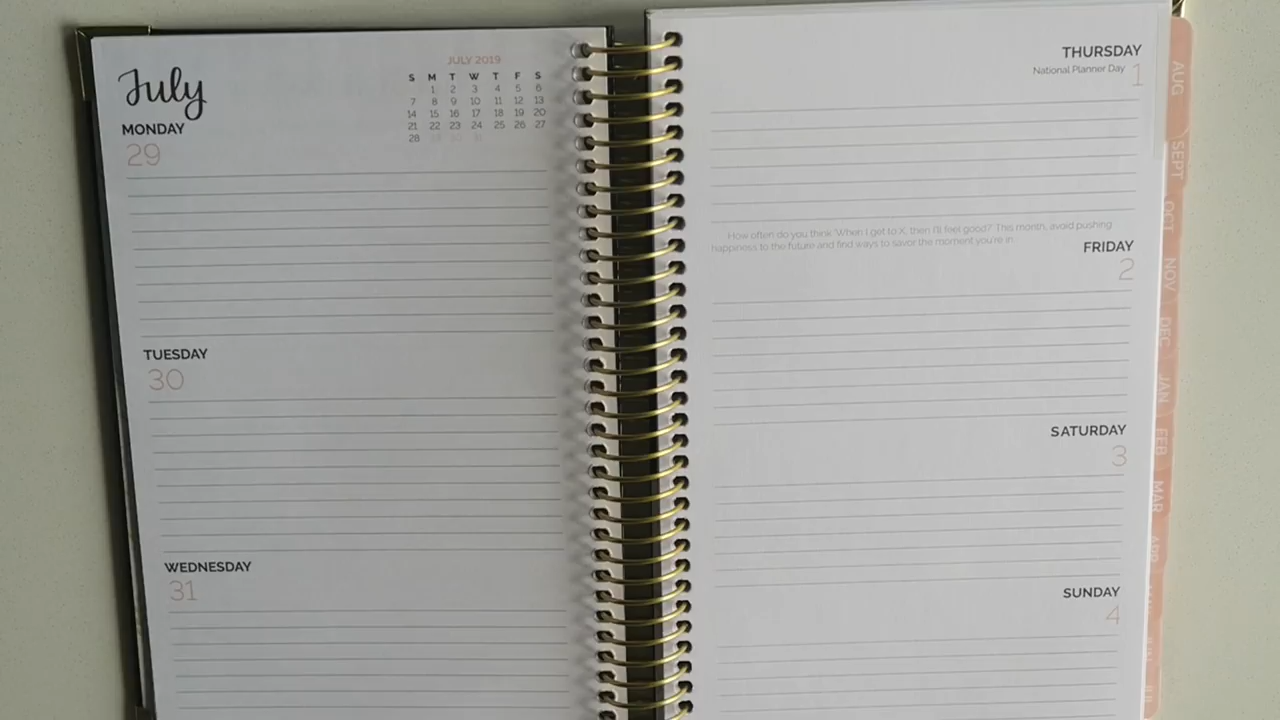 July
JULY 2019
S M T W T F S
1 2 3 4 5 6
7 8 9 10 11 12 13
14 15 16 17 18 19 20
21 22 23 24 25 26 27
28 29 30 31
MONDAY
29
TUESDAY
30
WEDNESDAY
31
THURSDAY
National Planner Day 1
How often do you think 'When I get to X, then I'll feel good?' This month, avoid pushing
happiness to the future and find ways to savor the moment you're in.
FRIDAY
2
SATURDAY
3
SUNDAY
4
AUG
SEPT
OCT
NOV
DEC
JAN
FEB
MAR
APR